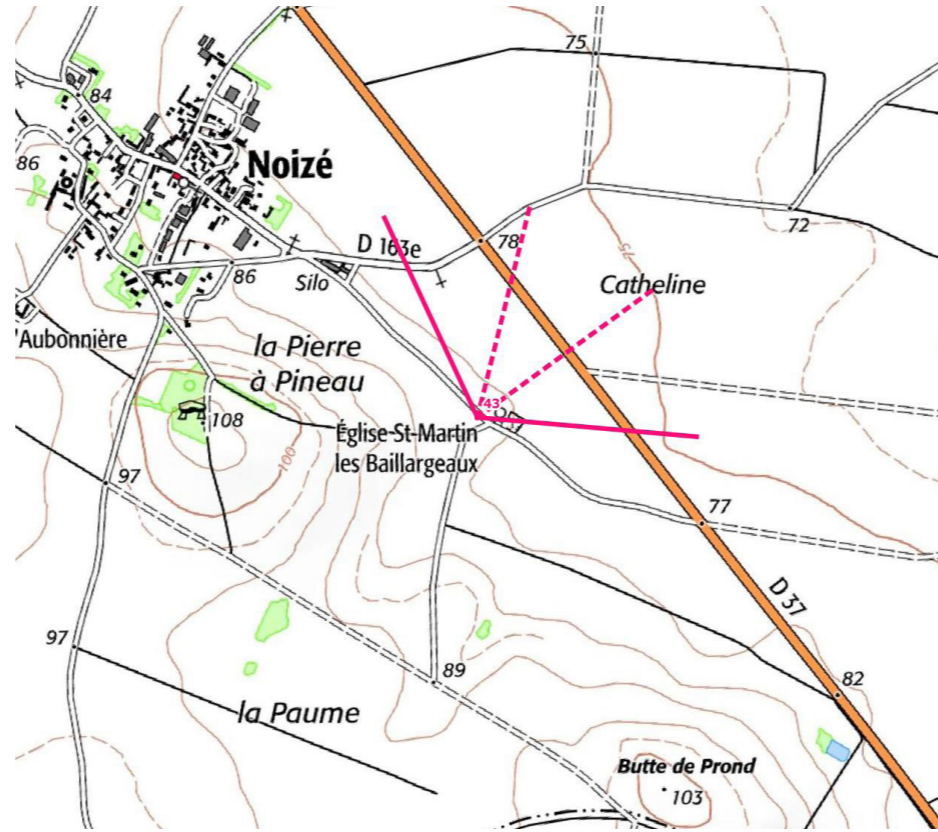 75
84
86
Noizé
D 163e
78
72
75
86
Silo
Catheline
'Aubonnière
la Pierre
à Pineau
43
108
Église-St-Martin
les Baillargeaux
100
97
77
D 37
97
89
82
la Paume
Butte de Prond
103